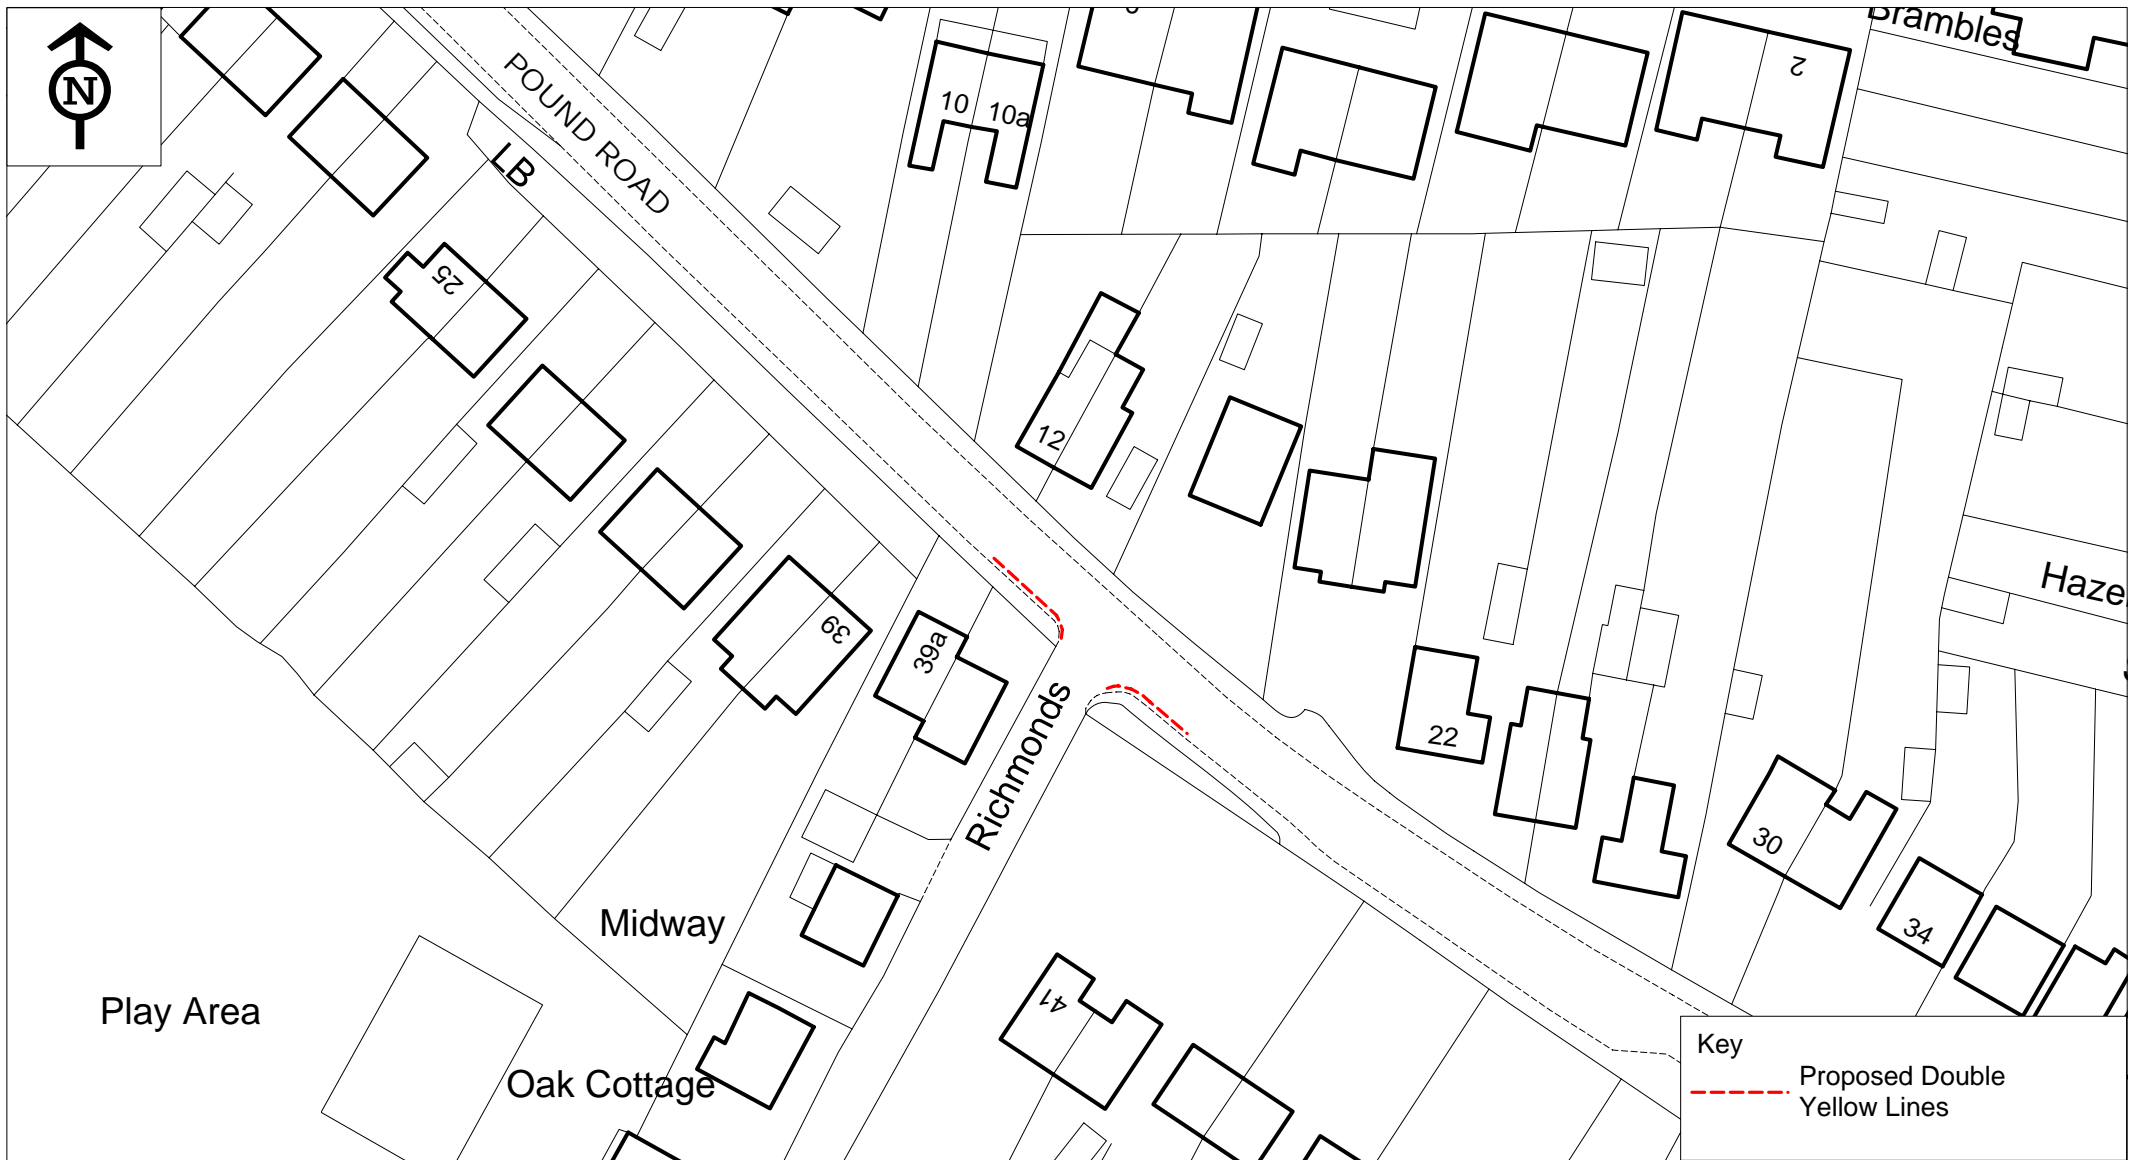 N
Brambles
2
10
10a
POUND ROAD
LB
25
12
Haze
39
39a
22
Richmonds
30
34
Midway
41
Play Area
Oak Cottage
Key
Proposed Double
Yellow Lines